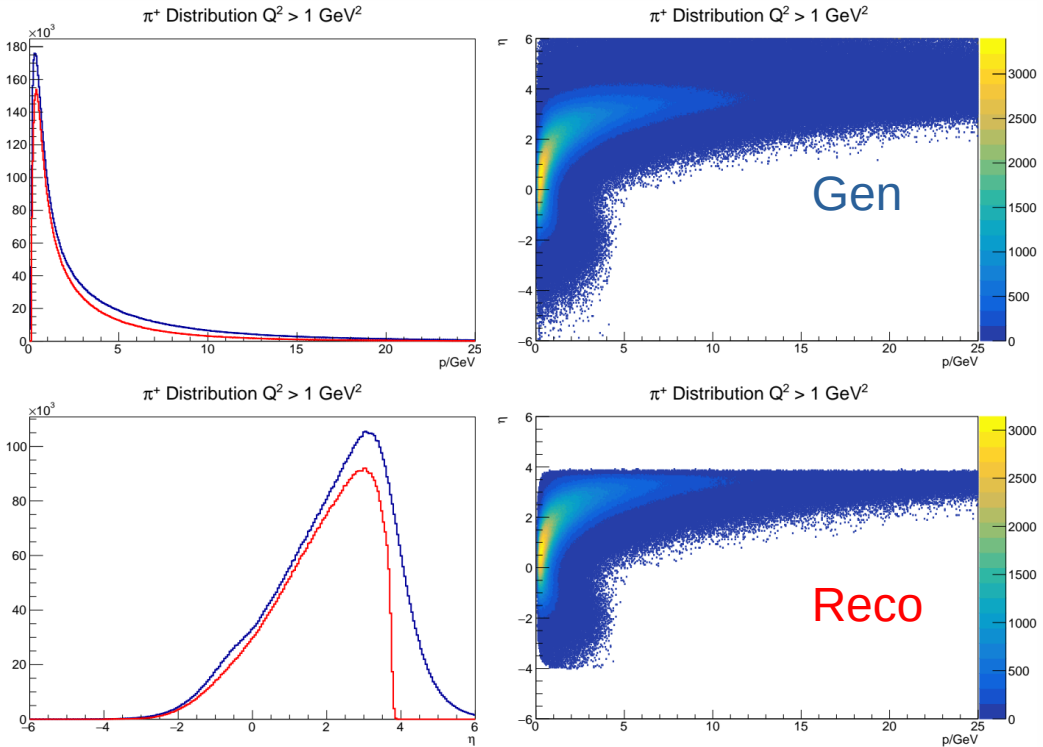 π⁺ Distribution Q² > 1 GeV²
×10³
180
160
140
120
100
80
60
40
20
0
0 5 10 15 20 25
p/GeV
π⁺ Distribution Q² > 1 GeV²
η
6
4
2
0
−2
−4
−6
0 5 10 15 20 25
p/GeV
Gen
3000
2500
2000
1500
1000
500
0
π⁺ Distribution Q² > 1 GeV²
×10³
100
80
60
40
20
0
−6 −4 −2 0 2 4 6
η
π⁺ Distribution Q² > 1 GeV²
η
6
4
2
0
−2
−4
−6
0 5 10 15 20 25
p/GeV
Reco
3000
2500
2000
1500
1000
500
0